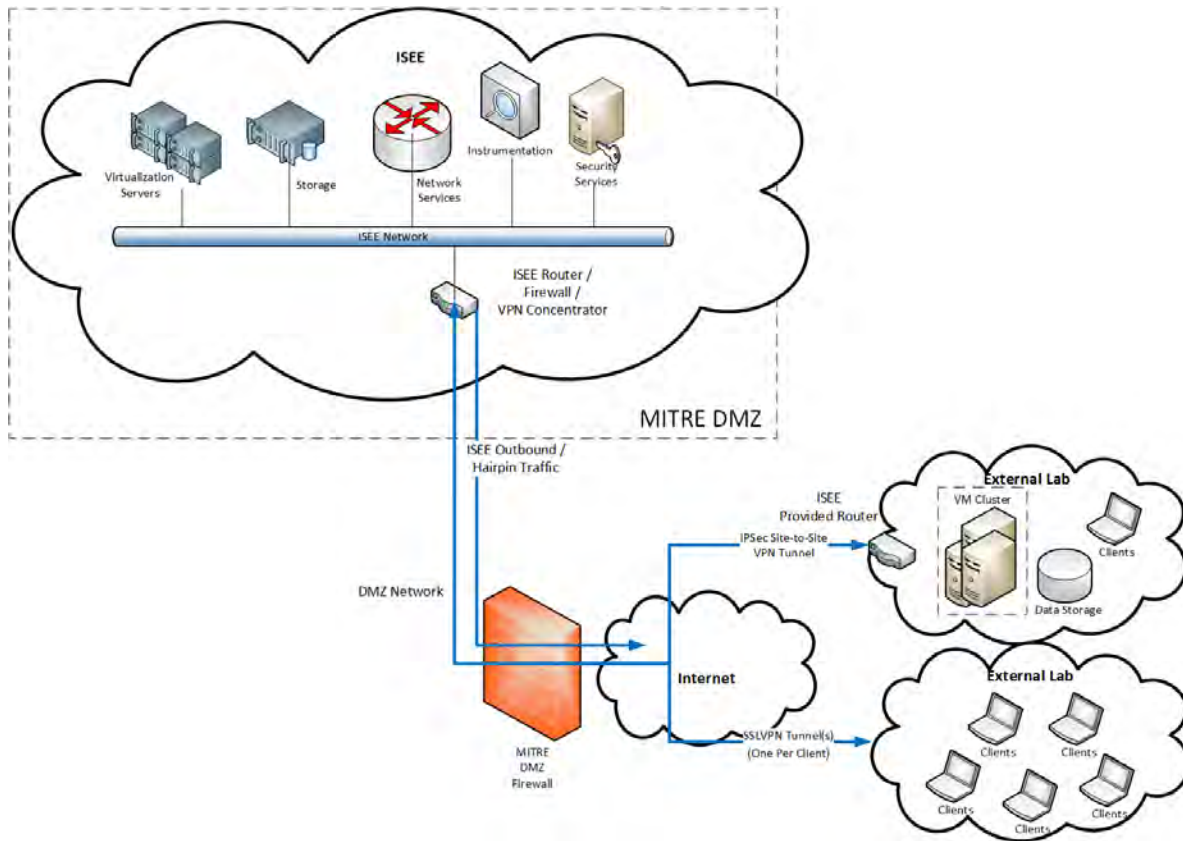 ISEE
Virtualization
Servers
Storage
Network
Services
Instrumentation
Security
Services
ISEE Network
ISEE Router /
Firewall /
VPN Concentrator
MITRE DMZ
ISEE Outbound /
Hairpin Traffic
DMZ Network
MITRE
DMZ
Firewall
Internet
ISEE
Provided Router
IPSec Site-to-Site
VPN Tunnel
External Lab
VM Cluster
Clients
Data Storage
SSLVPN Tunnel(s)
(One Per Client)
External Lab
Clients
Clients
Clients
Clients
Clients